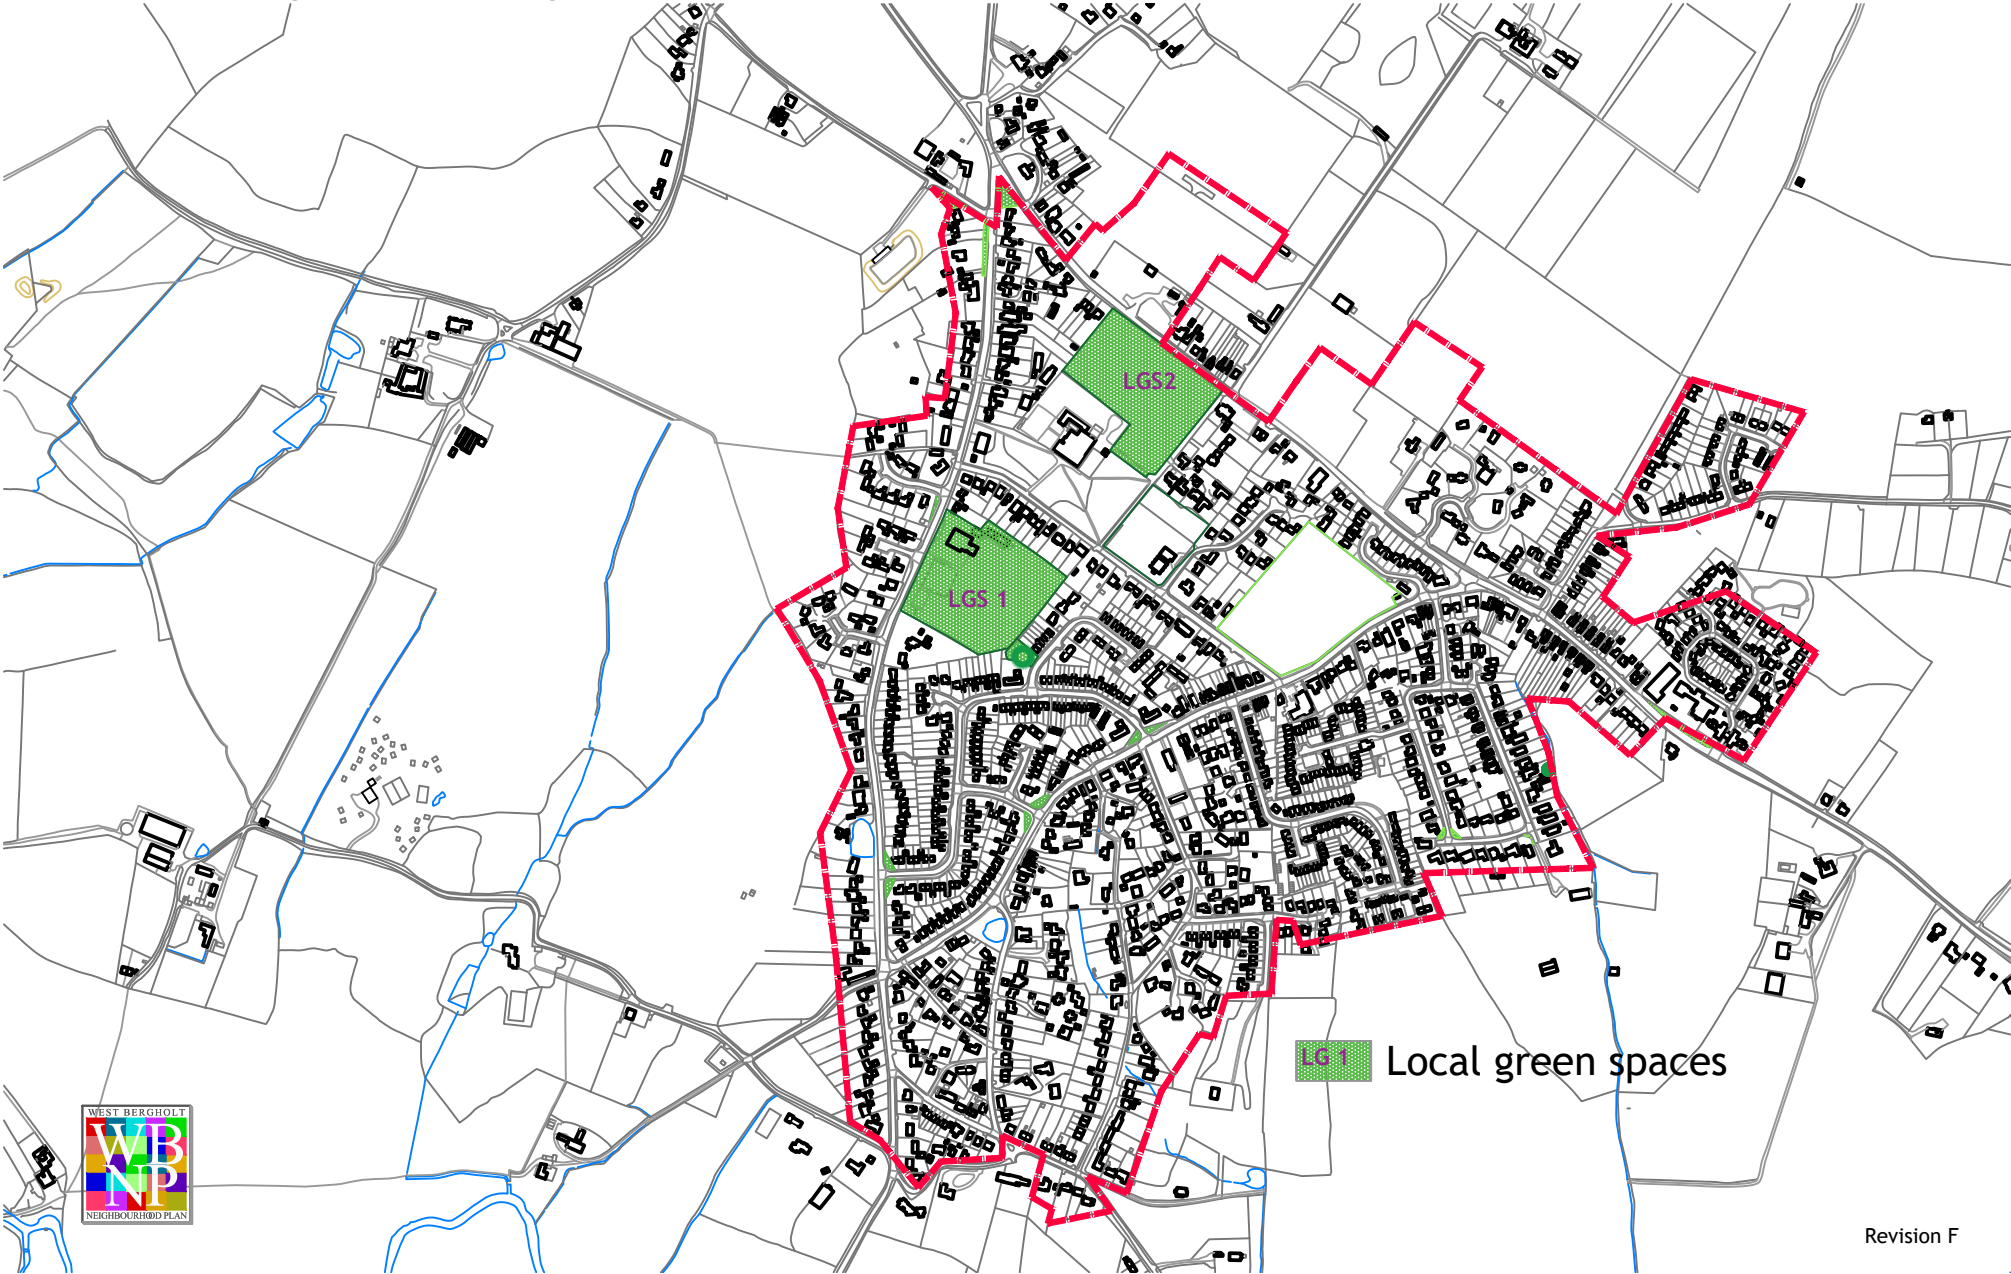 LGS2
LGS 1
LG 1
Local green spaces
WEST BERGHOLT
WB
NP
NEIGHBOURHOOD PLAN
Revision F